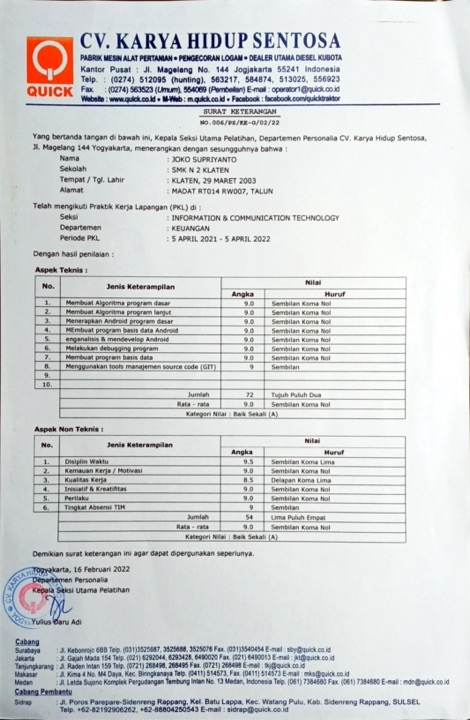 CV. KARYA HIDUP SENTOSA
PABRIK MESIN ALAT PERTANIAN • PENGECORAN LOGAM • DEALER UTAMA DIESEL KUBOTA
Kantor Pusat : Jl. Magelang No. 144 Jogjakarta 55241 Indonesia
Telp. : (0274) 512095 (hunting), 563217, 584874, 513025, 556923
Fax. : (0274) 563523 (Umum), 554069 (Pembelian) E-mail : operator1@quick.co.id
QUICK
Website : www.quick.co.id • M-Web : m.quick.co.id • Facebook : facebook.com/quicktraktor
SURAT KETERANGAN
NO.006/PS/KE-U/02/22
Yang bertanda tangan di bawah ini, Kepala Seksi Utama Pelatihan, Departemen Personalia CV. Karya Hidup Sentosa,
Jl. Magelang 144 Yogyakarta, menerangkan dengan sesungguhnya bahwa :
Nama : JOKO SUPRIYANTO
Sekolah : SMK N 2 KLATEN
Tempat / Tgl. Lahir : KLATEN, 29 MARET 2003
Alamat : MADAT RT014 RW007, TALUN
Telah mengikuti Praktik Kerja Lapangan (PKL) di :
Seksi : INFORMATION & COMMUNICATION TECHNOLOGY
Departemen : KEUANGAN
Periode PKL : 5 APRIL 2021 - 5 APRIL 2022
Dengan hasil penilaian :
Aspek Teknis :
No. Jenis Keterampilan Nilai
Angka Huruf
1. Membuat Algoritma program dasar 9.0 Sembilan Koma Nol
2. Membuat Algoritma program lanjut 9.0 Sembilan Koma Nol
3. Menerapkan Android program dasar 9.0 Sembilan Koma Nol
4. MEmbuat program basis data Android 9.0 Sembilan Koma Nol
5. enganalisis & mendevelop Android 9.0 Sembilan Koma Nol
6. Melakukan debugging program 9.0 Sembilan Koma Nol
7. Membuat program basis data 9.0 Sembilan Koma Nol
8. Menggunakan tools manajemen source code (GIT) 9 Sembilan
9.
10.
Jumlah 72 Tujuh Puluh Dua
Rata - rata 9.0 Sembilan Koma Nol
Kategori Nilai : Baik Sekali (A)
Aspek Non Teknis :
No. Jenis Keterampilan Nilai
Angka Huruf
1. Disiplin Waktu 9.5 Sembilan Koma Lima
2. Kemauan Kerja / Motivasi 9.0 Sembilan Koma Nol
3. Kualitas Kerja 8.5 Delapan Koma Lima
4. Inisiatif & Kreatifitas 9.0 Sembilan Koma Nol
5. Perilaku 9.0 Sembilan Koma Nol
6. Tingkat Absensi TIM 9 Sembilan
Jumlah 54 Lima Puluh Empat
Rata - rata 9.0 Sembilan Koma Nol
Kategori Nilai : Baik Sekali (A)
Demikian surat keterangan ini agar dapat dipergunakan seperlunya.
Yogyakarta, 16 Februari 2022
Departemen Personalia
Kepala Seksi Utama Pelatihan
Yulius Daru Adi
Cabang
Surabaya : Jl. Kebonrojo 6BB Telp. (031)3525687, 3525688, 3525076 Fax. (031)3540454 E-mail : sby@quick.co.id
Jakarta : Jl. Gajah Mada 154 Telp. (021) 6292044, 6293428, 6490020 Fax. (021) 6490013 E-mail : jkt@quick.co.id
Tanjungkarang : Jl. Raden Intan 159 Telp. (0721) 268498, 268495 Fax. (0721) 268498 E-mail : tkj@quick.co.id
Makasar : Jl. Kima 4 No. M4 Daya, Kec. Biringkanaya Telp. (0411) 514573, Fax. (0411) 514573 E-mail : mks@quick.co.id
Medan : Jl. Letda Sujono Komplek Pergudangan Tembung Intan No. 13 Medan, Indonesia Telp. (061) 7384680 Fax (061) 7384680 E-mail : mdn@quick.co.id
Cabang Pembantu
Sidrap : Jl. Poros Parepare-Sidenreng Rappang, Kel. Batu Lappa, Kec. Watang Pulu, Kab. Sidenreng Rappang, SULSEL
Telp. +62-82192906262, +62-88804250543 E-mail : sidrap@quick.co.id